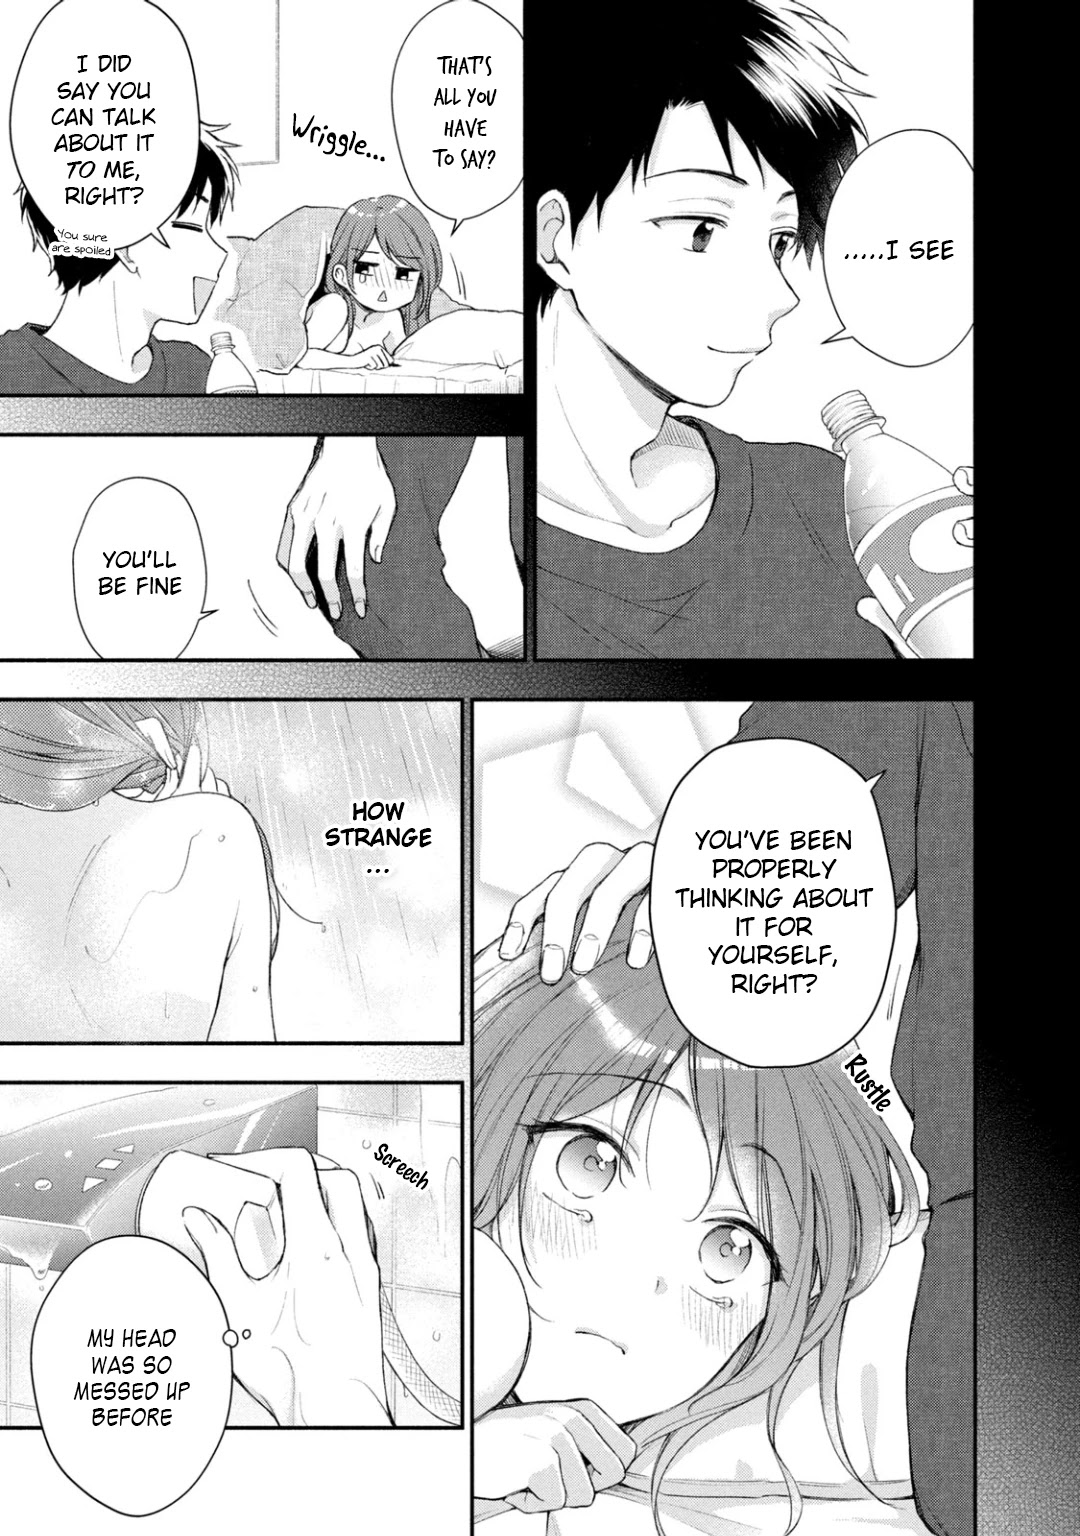 .....I SEE
THAT'S
ALL YOU
HAVE
TO SAY?
Wriggle...
I DID
SAY YOU
CAN TALK
ABOUT IT
TO ME,
RIGHT?
You sure
are spoiled
YOU'LL
BE FINE
YOU'VE BEEN
PROPERLY
THINKING ABOUT
IT FOR
YOURSELF,
RIGHT?
Rustle
HOW
STRANGE
...
Screech
MY HEAD
WAS SO
MESSED UP
BEFORE